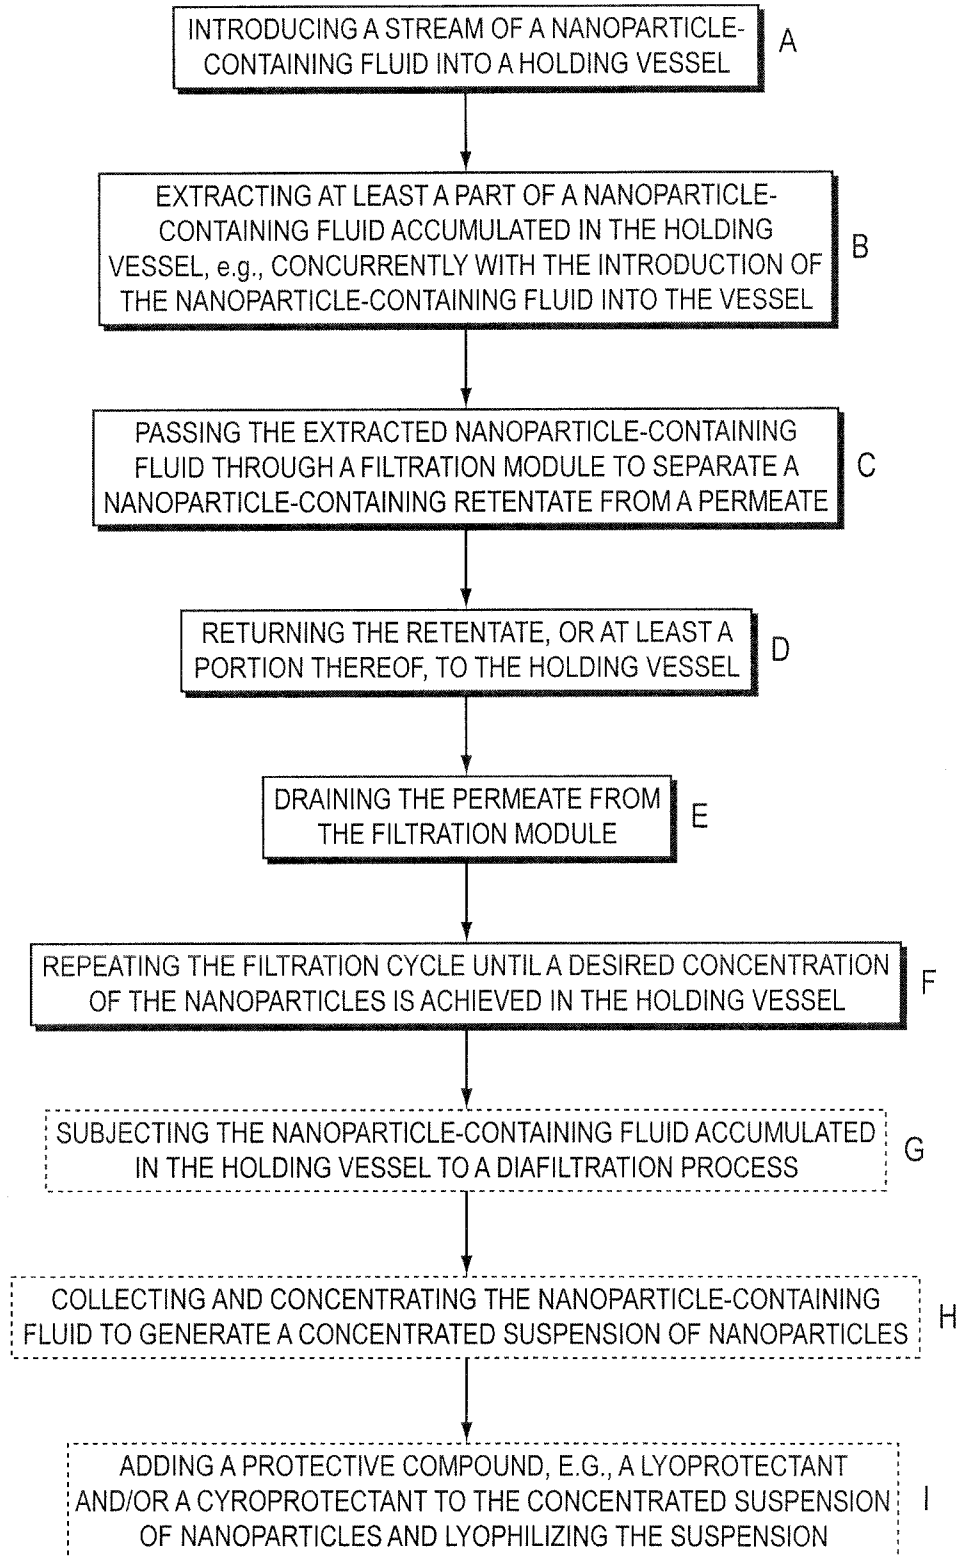 INTRODUCING A STREAM OF A NANOPARTICLE-
CONTAINING FLUID INTO A HOLDING VESSEL
A
EXTRACTING AT LEAST A PART OF A NANOPARTICLE-
CONTAINING FLUID ACCUMULATED IN THE HOLDING
VESSEL, e.g., CONCURRENTLY WITH THE INTRODUCTION OF
THE NANOPARTICLE-CONTAINING FLUID INTO THE VESSEL
B
PASSING THE EXTRACTED NANOPARTICLE-CONTAINING
FLUID THROUGH A FILTRATION MODULE TO SEPARATE A
NANOPARTICLE-CONTAINING RETENTATE FROM A PERMEATE
C
RETURNING THE RETENTATE, OR AT LEAST A
PORTION THEREOF, TO THE HOLDING VESSEL
D
DRAINING THE PERMEATE FROM
THE FILTRATION MODULE
E
REPEATING THE FILTRATION CYCLE UNTIL A DESIRED CONCENTRATION
OF THE NANOPARTICLES IS ACHIEVED IN THE HOLDING VESSEL
F
SUBJECTING THE NANOPARTICLE-CONTAINING FLUID ACCUMULATED
IN THE HOLDING VESSEL TO A DIAFILTRATION PROCESS
G
COLLECTING AND CONCENTRATING THE NANOPARTICLE-CONTAINING
FLUID TO GENERATE A CONCENTRATED SUSPENSION OF NANOPARTICLES
H
ADDING A PROTECTIVE COMPOUND, E.G., A LYOPROTECTANT
AND/OR A CYROPROTECTANT TO THE CONCENTRATED SUSPENSION
OF NANOPARTICLES AND LYOPHILIZING THE SUSPENSION
I